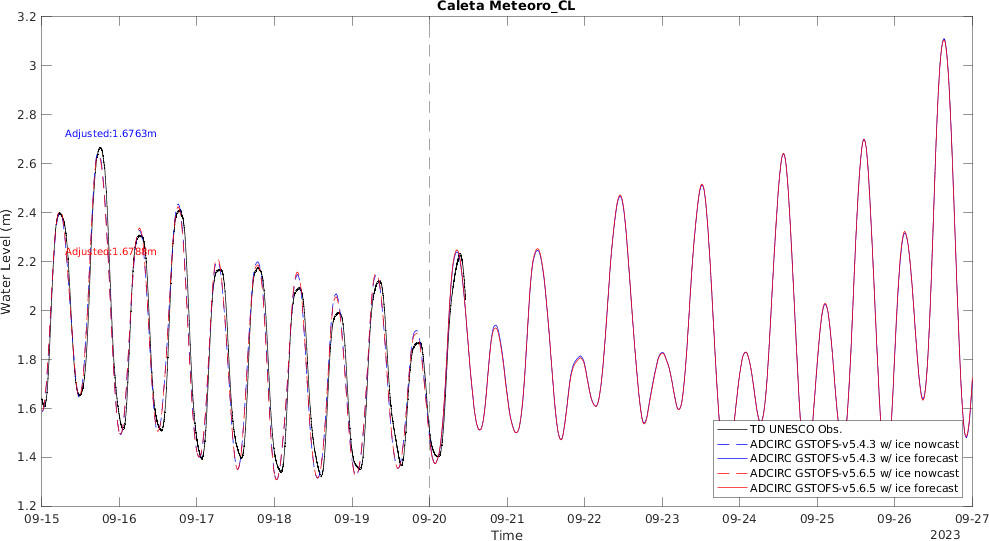 Caleta Meteoro_CL
3.2
3
2.8
2.6
2.4
2.2
2
1.8
1.6
1.4
1.2
Water Level (m)
Adjusted:1.6763m
Adjusted:1.6788m
TD UNESCO Obs.
ADCIRC GSTOFS-v5.4.3 w/ ice nowcast
ADCIRC GSTOFS-v5.4.3 w/ ice forecast
ADCIRC GSTOFS-v5.6.5 w/ ice nowcast
ADCIRC GSTOFS-v5.6.5 w/ ice forecast
09-15 09-16 09-17 09-18 09-19 09-20 09-21 09-22 09-23 09-24 09-25 09-26 09-27
Time
2023